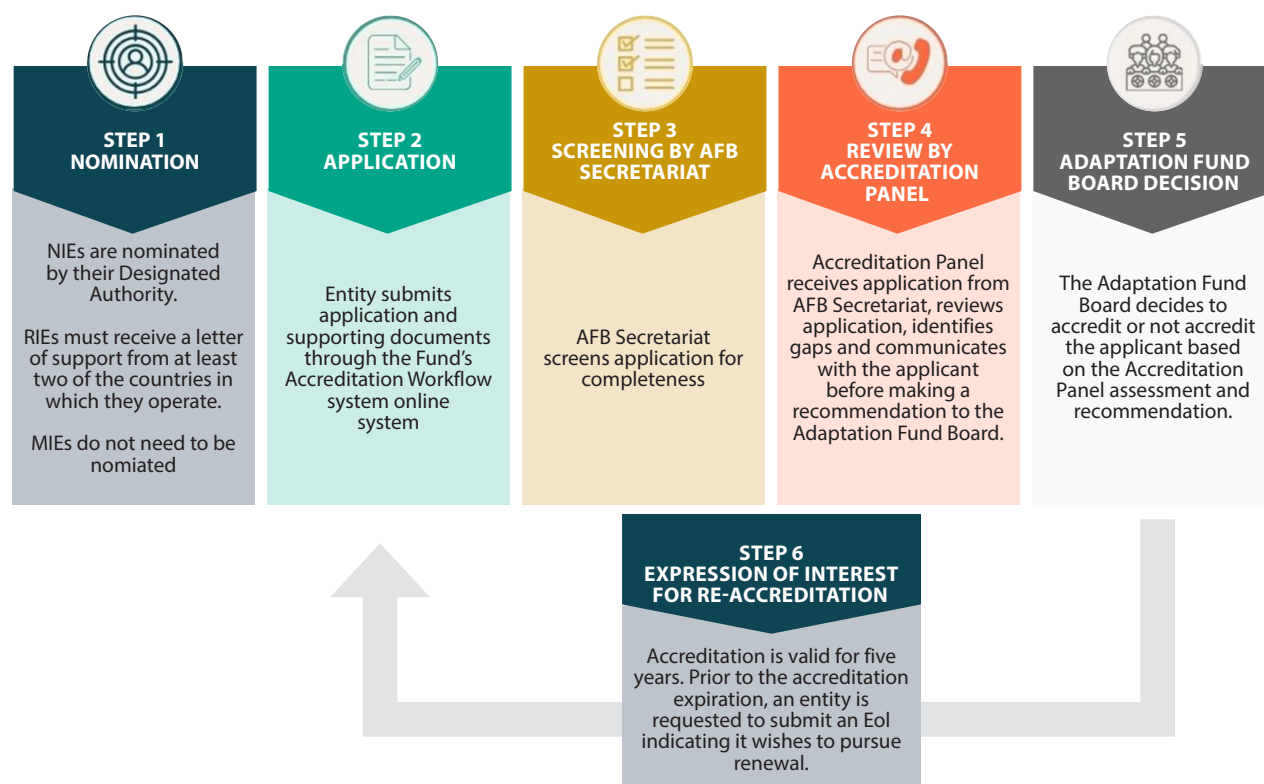 STEP 1
NOMINATION
NIEs are nominated
by their Designated
Authority.
RIEs must receive a letter
of support from at least
two of the countries in
which they operate.
MIEs do not need to be
nomiated
STEP 2
APPLICATION
Entity submits
application and
supporting documents
through the Fund’s
Accreditation Workflow
system online
system
STEP 3
SCREENING BY AFB
SECRETARIAT
AFB Secretariat
screens application for
completeness
STEP 4
REVIEW BY
ACCREDITATION
PANEL
Accreditation Panel
receives application from
AFB Secretariat, reviews
application, identifies
gaps and communicates
with the applicant
before making a
recommendation to the
Adaptation Fund Board.
STEP 5
ADAPTATION FUND
BOARD DECISION
The Adaptation Fund
Board decides to
accredit or not accredit
the applicant based
on the Accreditation
Panel assessment and
recommendation.
STEP 6
EXPRESSION OF INTEREST
FOR RE-ACCREDITATION
Accreditation is valid for five
years. Prior to the accreditation
expiration, an entity is
requested to submit an EoI
indicating it wishes to pursue
renewal.